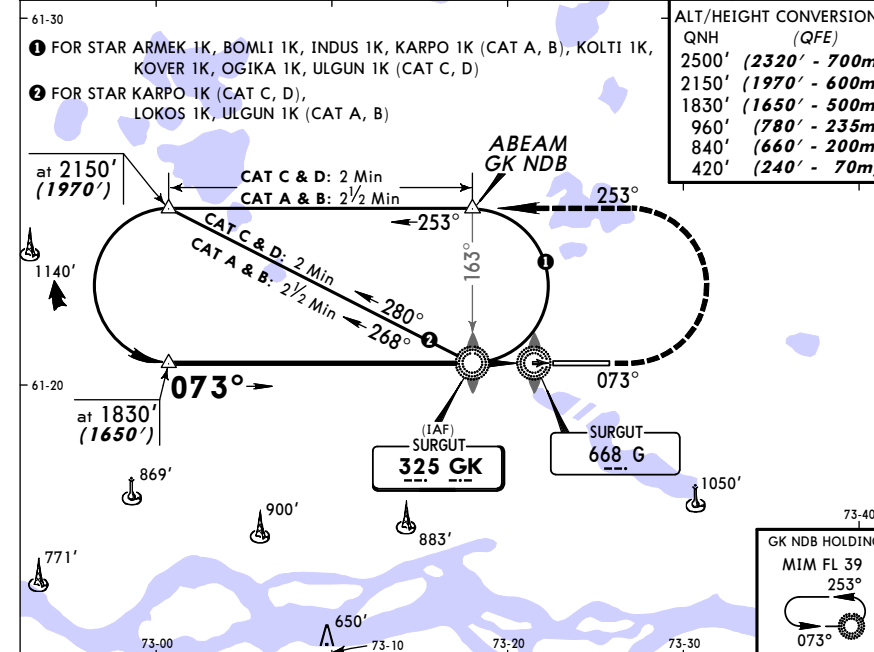 61-30
❶ FOR STAR ARMEK 1K, BOMLI 1K, INDUS 1K, KARPO 1K (CAT A, B), KOLTI 1K,
KOVER 1K, OGIKA 1K, ULGUN 1K (CAT C, D)
❷ FOR STAR KARPO 1K (CAT C, D),
LOKOS 1K, ULGUN 1K (CAT A, B)
ALT/HEIGHT CONVERSION
QNH (QFE)
2500' (2320' - 700m
2150' (1970' - 600m
1830' (1650' - 500m
960' (780' - 235m
840' (660' - 200m
420' (240' - 70m
ABEAM
GK NDB
at 2150'
(1970')
CAT C & D: 2 Min
CAT A & B: 2 1/2 Min
253°
253°
163°
❶
CAT C & D: 2 Min
CAT A & B: 2 1/2 Min
280°
268°
❷
1140'
61-20
073°
073°
at 1830'
(1650')
(IAF)
SURGUT
325 GK
SURGUT
668 G
869'
900'
883'
1050'
771'
650'
73-40
GK NDB HOLDING
MIM FL 39
253°
073°
73-00
73-10
73-20
73-30